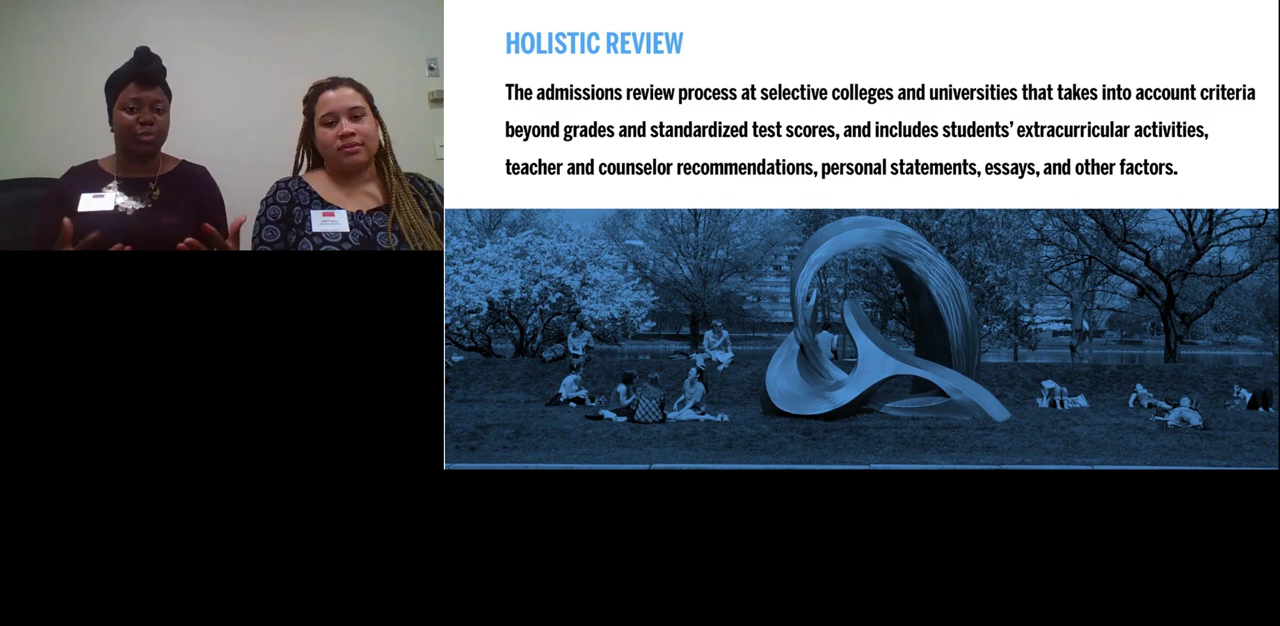 HOLISTIC REVIEW
The admissions review process at selective colleges and universities that takes into account criteria
beyond grades and standardized test scores, and includes students’ extracurricular activities,
teacher and counselor recommendations, personal statements, essays, and other factors.